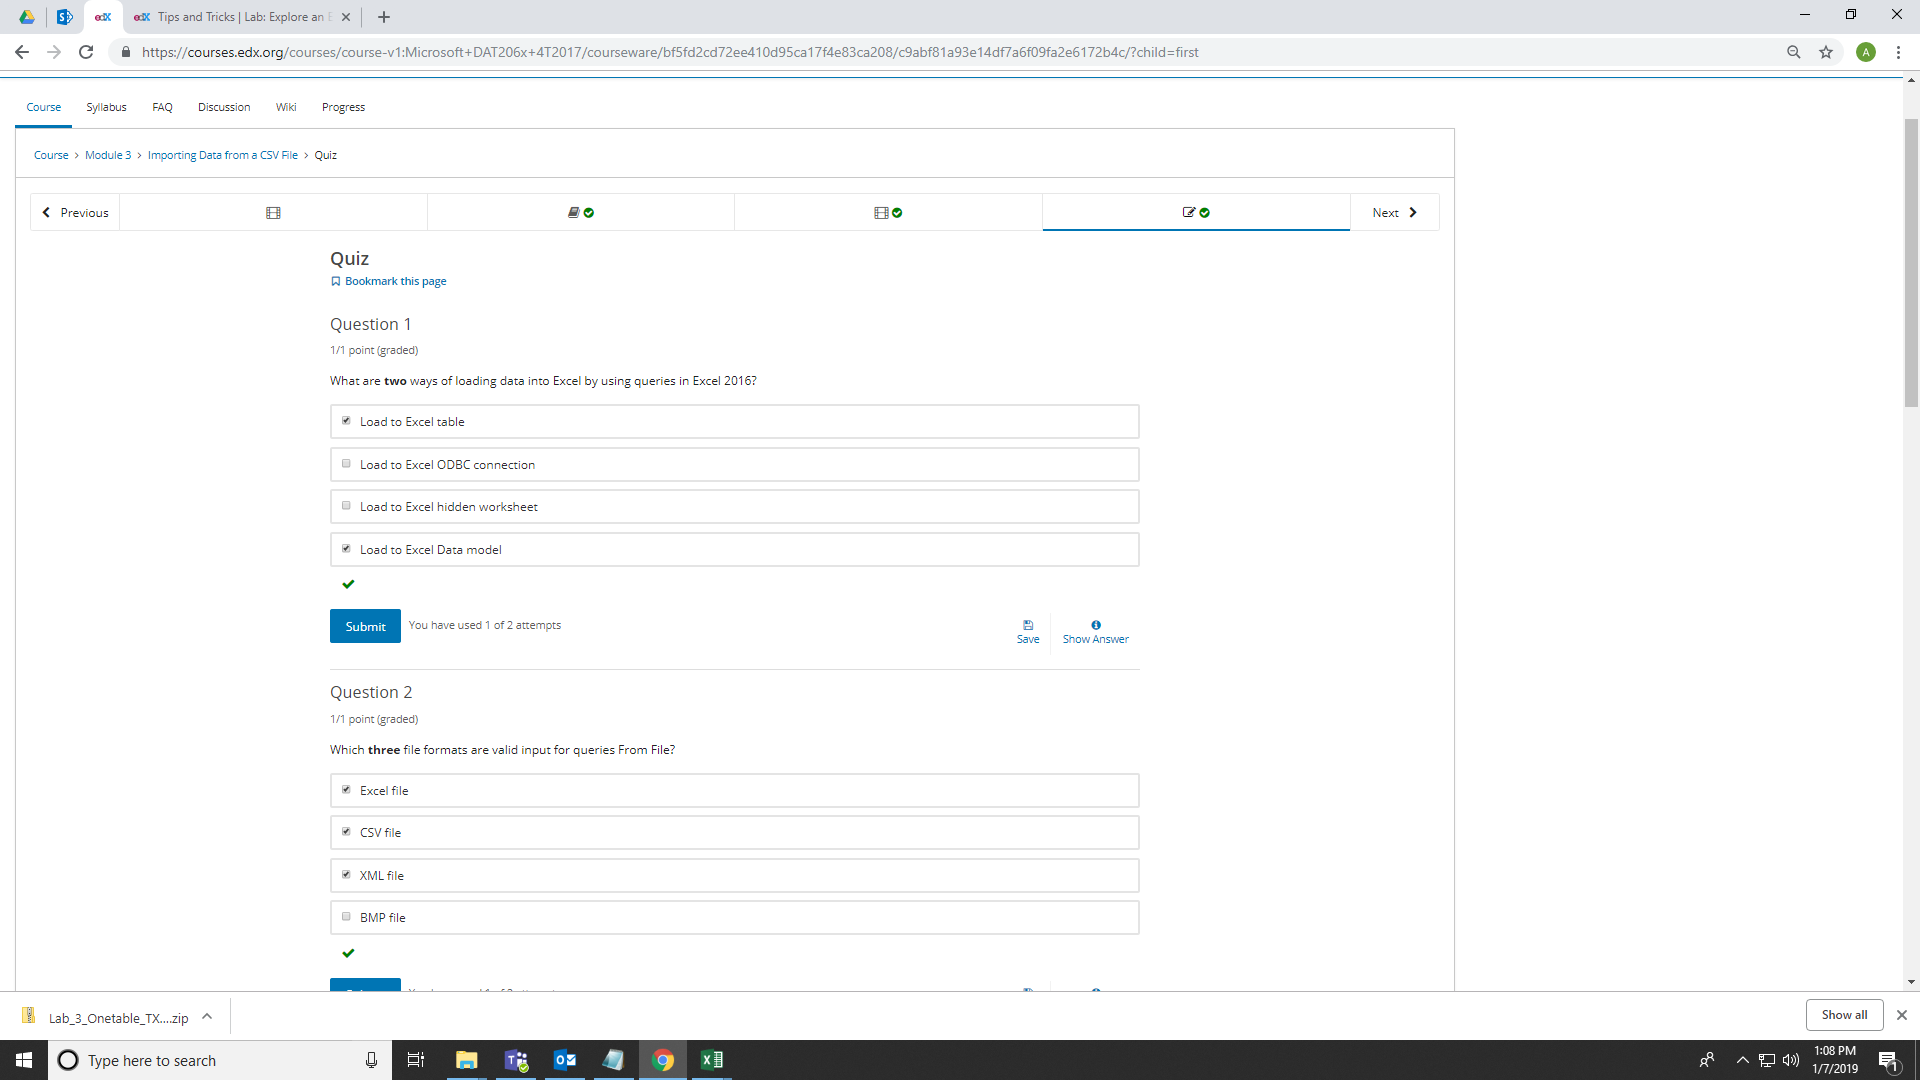 edX
edX Tips and Tricks | Lab: Explore an E
https://courses.edx.org/courses/course-v1:Microsoft+DAT206x+4T2017/courseware/bf5fd2cd72ee410d95ca17f4e83ca208/c9abf81a93e14df7a6f09fa2e6172b4c/?child=first
A
Course Syllabus FAQ Discussion Wiki Progress
Course > Module 3 > Importing Data from a CSV File > Quiz
Previous
Next
Quiz
Bookmark this page
Question 1
1/1 point (graded)
What are two ways of loading data into Excel by using queries in Excel 2016?
Load to Excel table
Load to Excel ODBC connection
Load to Excel hidden worksheet
Load to Excel Data model
Submit You have used 1 of 2 attempts
Save Show Answer
Question 2
1/1 point (graded)
Which three file formats are valid input for queries From File?
Excel file
CSV file
XML file
BMP file
Lab_3_Onetable_TX....zip
Show all
Type here to search
1:08 PM
1/7/2019
1